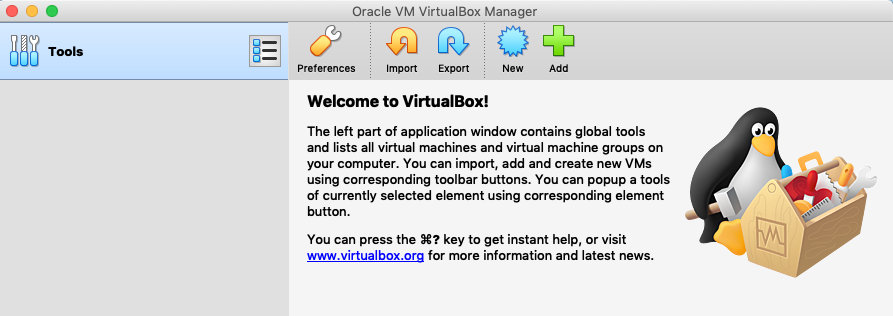 Oracle VM VirtualBox Manager
Tools
Preferences
Import
Export
New
Add
Welcome to VirtualBox!
The left part of application window contains global tools
and lists all virtual machines and virtual machine groups on
your computer. You can import, add and create new VMs
using corresponding toolbar buttons. You can popup a tools
of currently selected element using corresponding element
button.
You can press the ⌘? key to get instant help, or visit
www.virtualbox.org for more information and latest news.